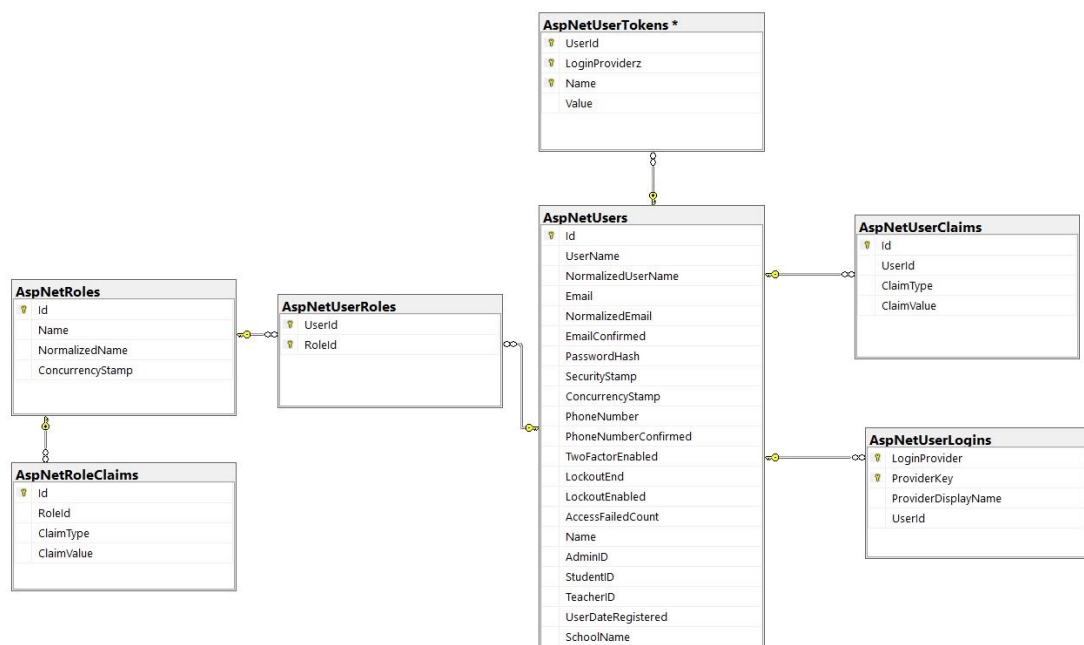 AspNetUserTokens *
UserId
LoginProviderz
Name
Value
AspNetUsers
Id
UserName
NormalizedUserName
Email
NormalizedEmail
EmailConfirmed
PasswordHash
SecurityStamp
ConcurrencyStamp
PhoneNumber
PhoneNumberConfirmed
TwoFactorEnabled
LockoutEnd
LockoutEnabled
AccessFailedCount
Name
AdminID
StudentID
TeacherID
UserDateRegistered
SchoolName
AspNetUserClaims
Id
UserId
ClaimType
ClaimValue
AspNetRoles
Id
Name
NormalizedName
ConcurrencyStamp
AspNetUserRoles
UserId
RoleId
AspNetRoleClaims
Id
RoleId
ClaimType
ClaimValue
AspNetUserLogins
LoginProvider
ProviderKey
ProviderDisplayName
UserId